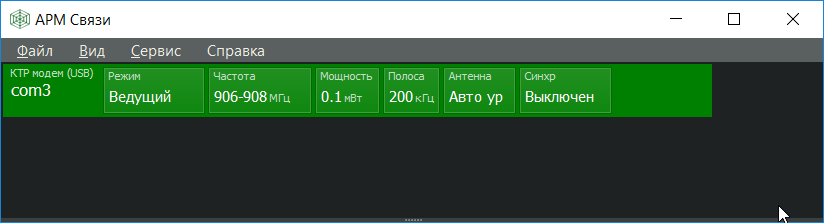 АРМ Связи
Файл Вид Сервис Справка
КТР модем (USB) Режим Частота Мощность Полоса Антенна Синхр
com3 Ведущий 906-908 МГц 0.1 мВт 200 кГц Авто ур Выключен